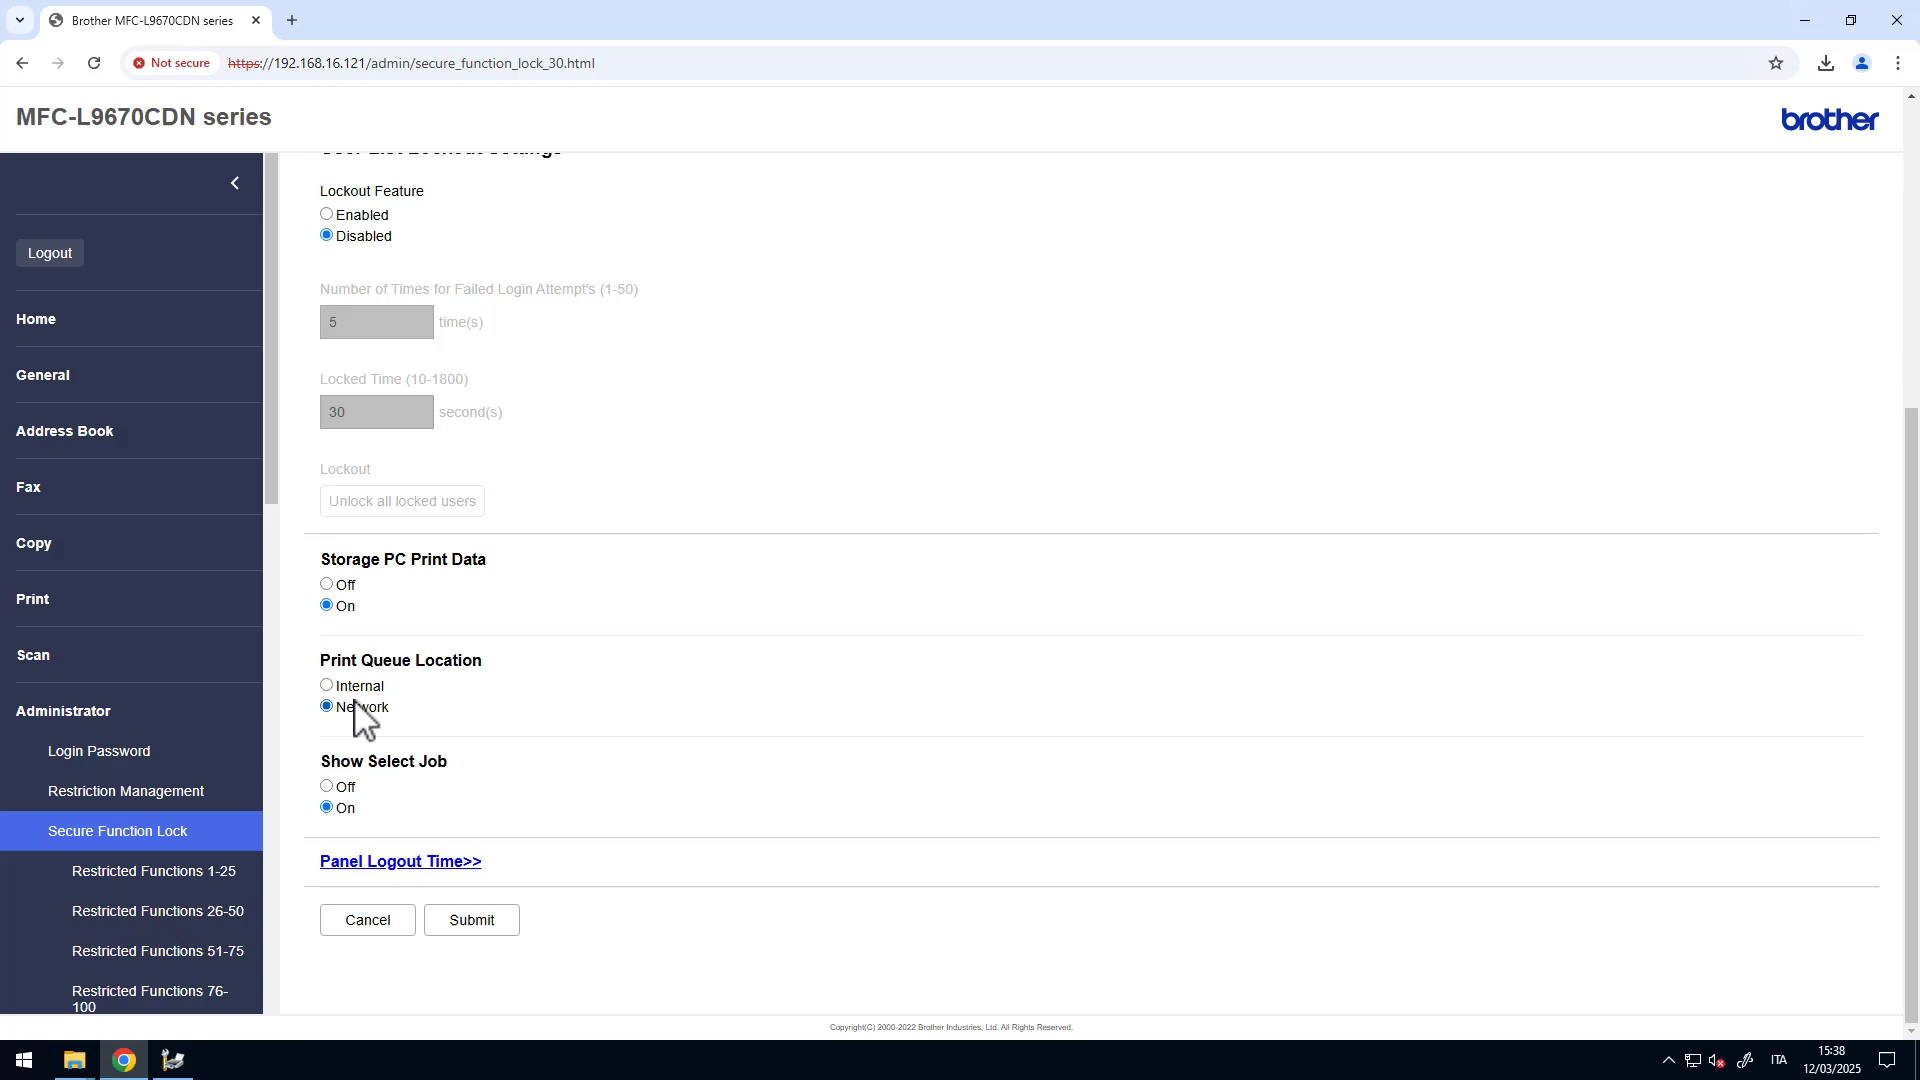 Brother MFC-L9670CDN series
Not secure
https://192.168.16.121/admin/secure_function_lock_30.html
MFC-L9670CDN series
brother
Logout
Home
General
Address Book
Fax
Copy
Print
Scan
Administrator
Login Password
Restriction Management
Secure Function Lock
Restricted Functions 1-25
Restricted Functions 26-50
Restricted Functions 51-75
Restricted Functions 76-
100
User List Lockout Settings
Lockout Feature
Enabled
Disabled
Number of Times for Failed Login Attempt's (1-50)
5 time(s)
Locked Time (10-1800)
30 second(s)
Lockout
Unlock all locked users
Storage PC Print Data
Off
On
Print Queue Location
Internal
Network
Show Select Job
Off
On
Panel Logout Time>>
Cancel Submit
Copyright(C) 2000-2022 Brother Industries, Ltd. All Rights Reserved.
ITA
15:38
12/03/2025